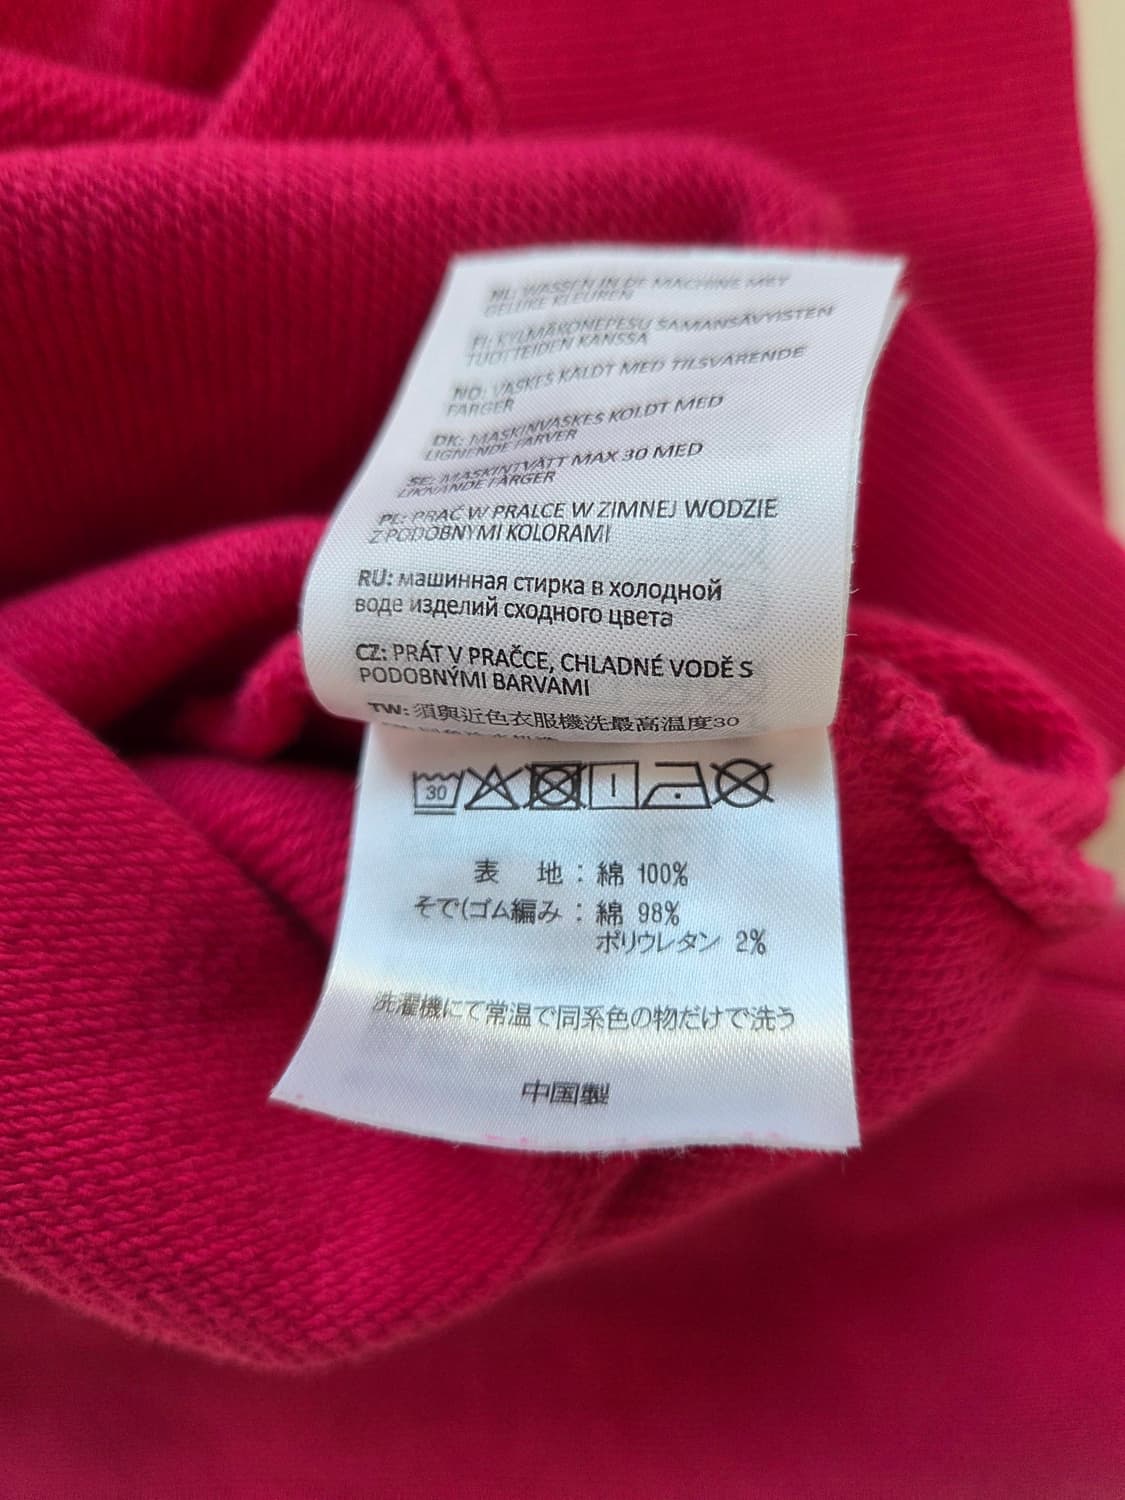 NL: WASSEN IN DE MACHINE MET
GELIJKE KLEUREN
FI: KYLMÄKONEPESU SAMANSÄVYISTEN
TUOTTEIDEN KANSSA
NO: VASKES KALDT MED TILSVARENDE
FARGER
DK: MASKINVASKES KOLDT MED
LIGNENDE FARVER
SE: MASKINTVÄTT MAX 30 MED
LIKNANDE FÄRGER
PL: PRAĆ W PRALCE W ZIMNEJ WODZIE
Z PODOBNYMI KOLORAMI
RU: машинная стирка в холодной
воде изделий сходного цвета
CZ: PRÁT V PRAČCE, CHLADNÉ VODĚ S
PODOBNÝMI BARVAMI
TW: 須與近色衣服機洗最高溫度30
30
表 地 : 綿 100%
そで(ゴム編み : 綿 98%
ポリウレタン 2%
洗濯機にて常温で同系色の物だけで洗う
中国製